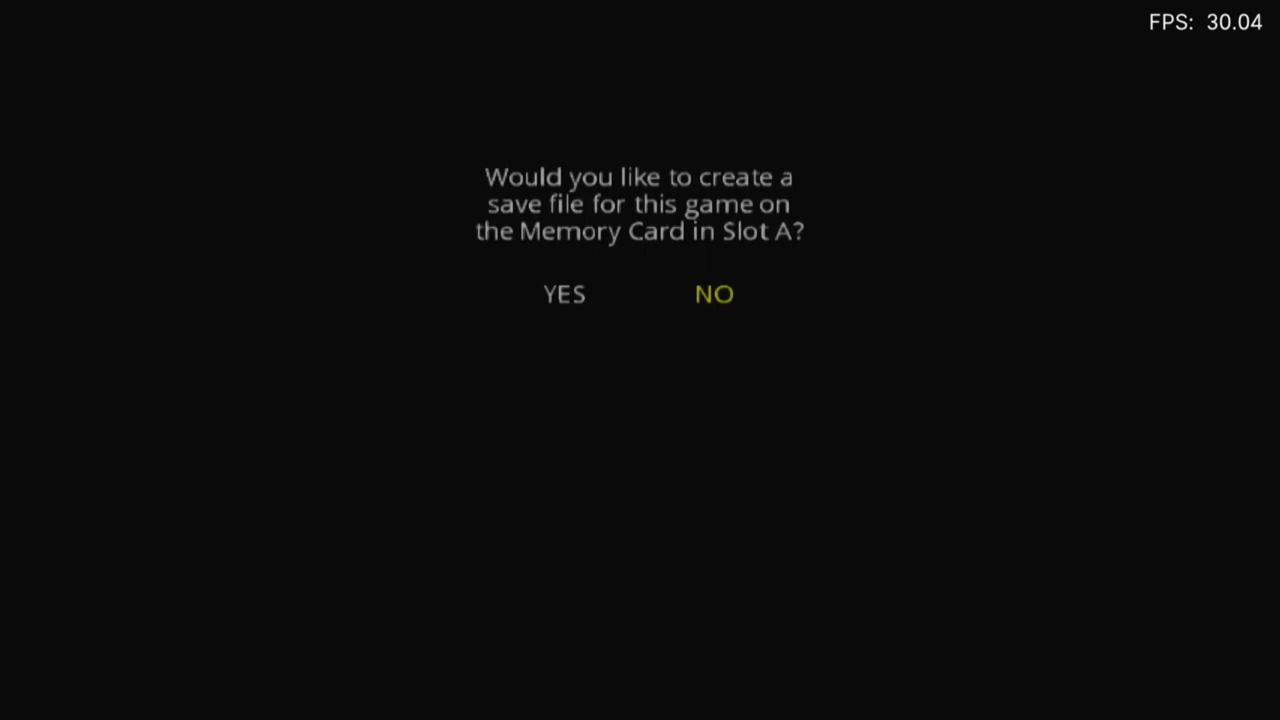 FPS: 30.04
Would you like to create a
save file for this game on
the Memory Card in Slot A?
YES NO